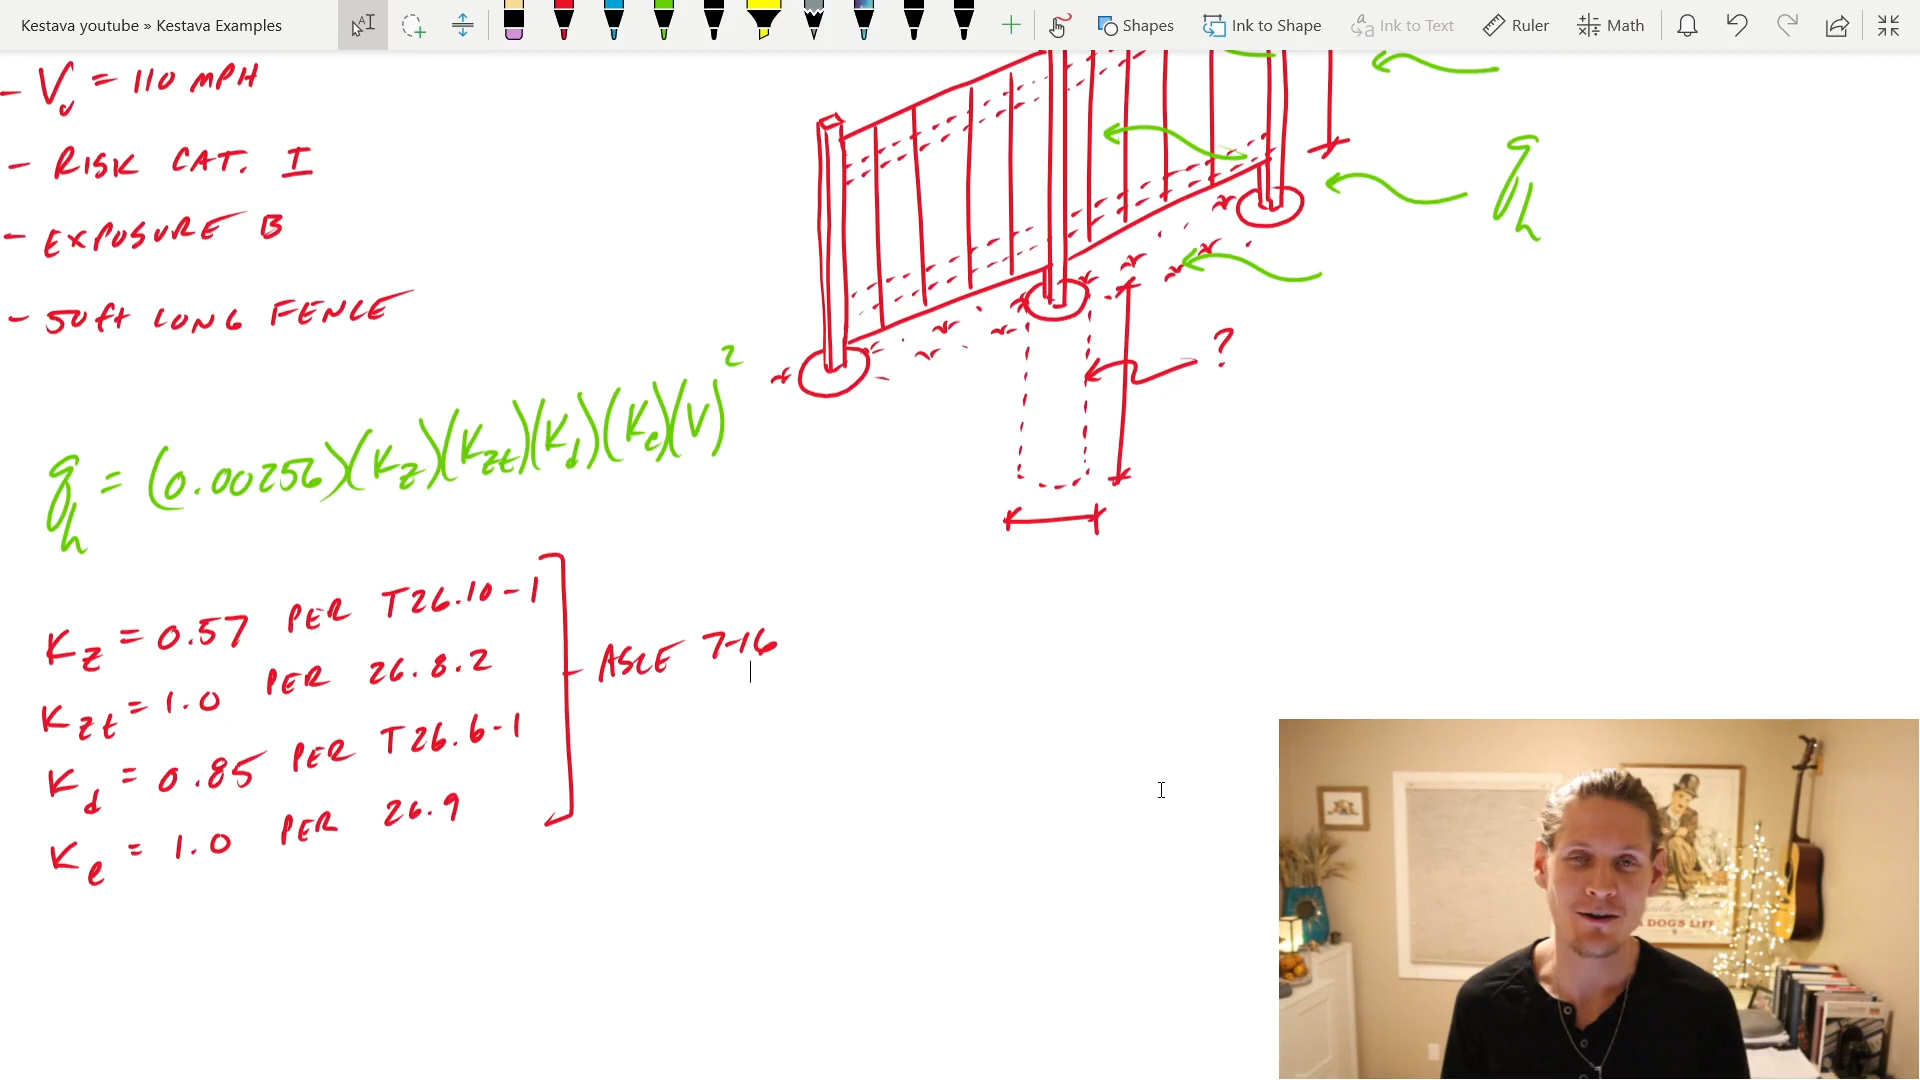 Kestava youtube » Kestava Examples
Shapes
Ink to Shape
Ink to Text
Ruler
Math
- Vu = 110 MPH
- RISK CAT. I
- EXPOSURE B
- 50ft LONG FENCE
qh
?
qh = (0.00256)(Kz)(Kzt)(Kd)(Ke)(V)²
Kz = 0.57 PER T26.10-1
Kzt = 1.0 PER 26.8.2
Kd = 0.85 PER T26.6-1
Ke = 1.0 PER 26.9
ASCE 7-16
DOG'S LIFE